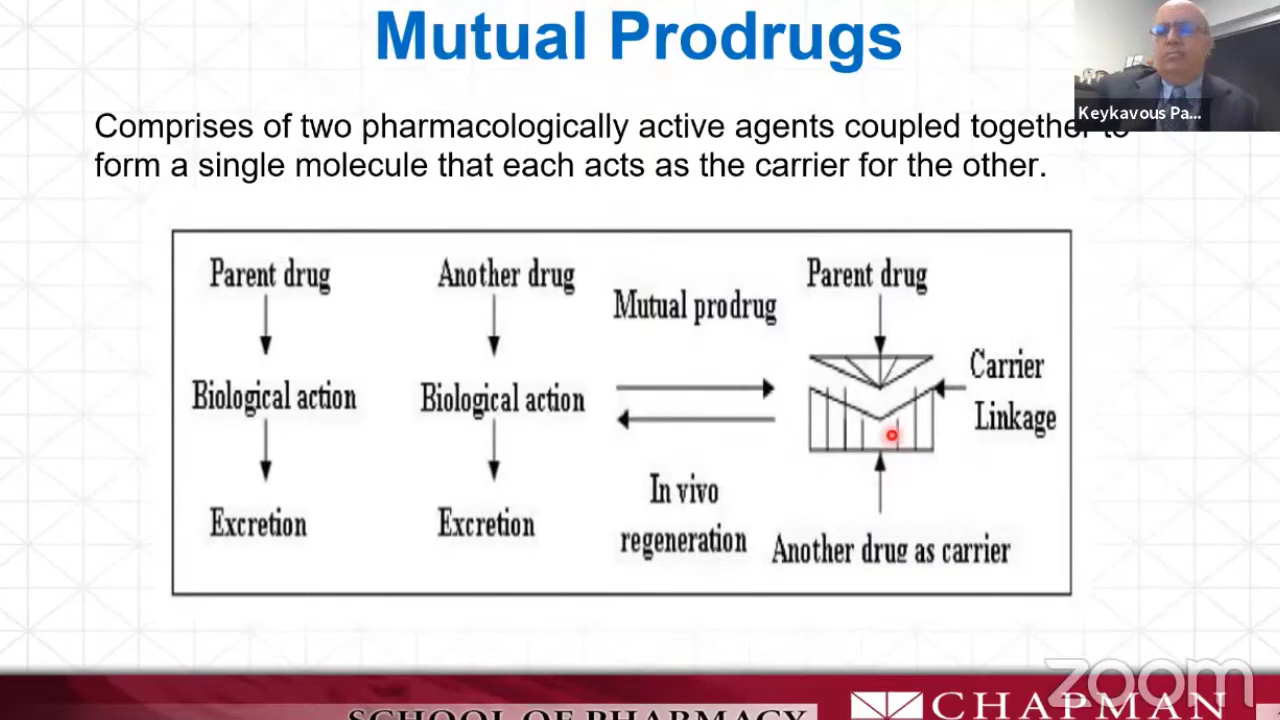 Mutual Prodrugs
Keykavous Pa...
Comprises of two pharmacologically active agents coupled together to
form a single molecule that each acts as the carrier for the other.
Parent drug
Another drug
Mutual prodrug
Parent drug
Biological action
Biological action
Carrier
Linkage
Excretion
Excretion
In vivo
regeneration
Another drug as carrier
zoom
SCHOOL OF PHARMACY
CHAPMAN